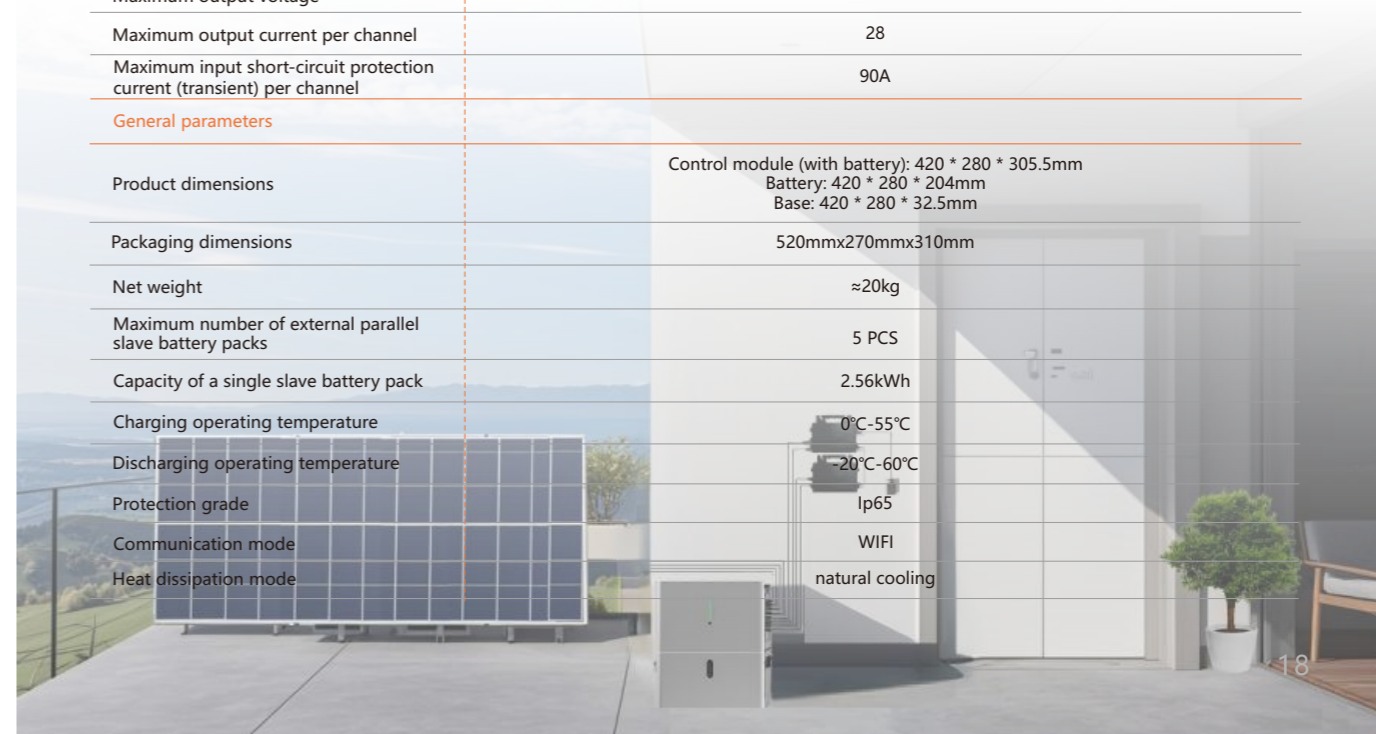 Maximum output voltage
Maximum output current per channel
28
Maximum input short-circuit protection
current (transient) per channel
90A
General parameters
Product dimensions
Control module (with battery): 420 * 280 * 305.5mm
Battery: 420 * 280 * 204mm
Base: 420 * 280 * 32.5mm
Packaging dimensions
520mmx270mmx310mm
Net weight
≈20kg
Maximum number of external parallel
slave battery packs
5 PCS
Capacity of a single slave battery pack
2.56kWh
Charging operating temperature
0℃-55℃
Discharging operating temperature
-20℃-60℃
Protection grade
Ip65
Communication mode
WIFI
Heat dissipation mode
natural cooling
18